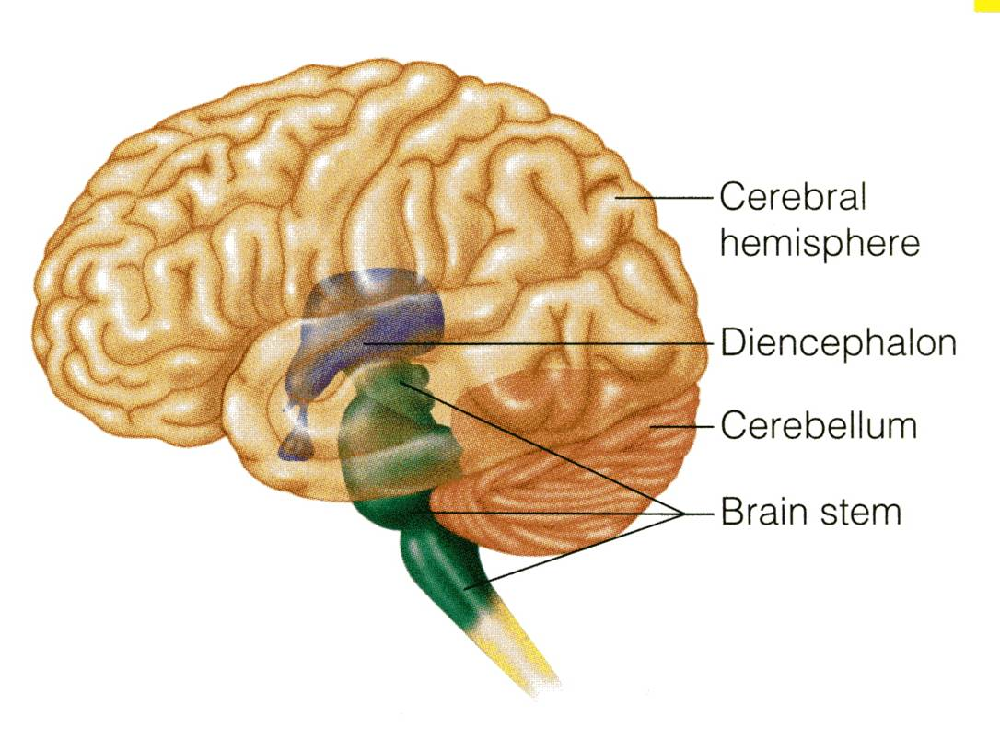 Cerebral
hemisphere
Diencephalon
Cerebellum
Brain stem